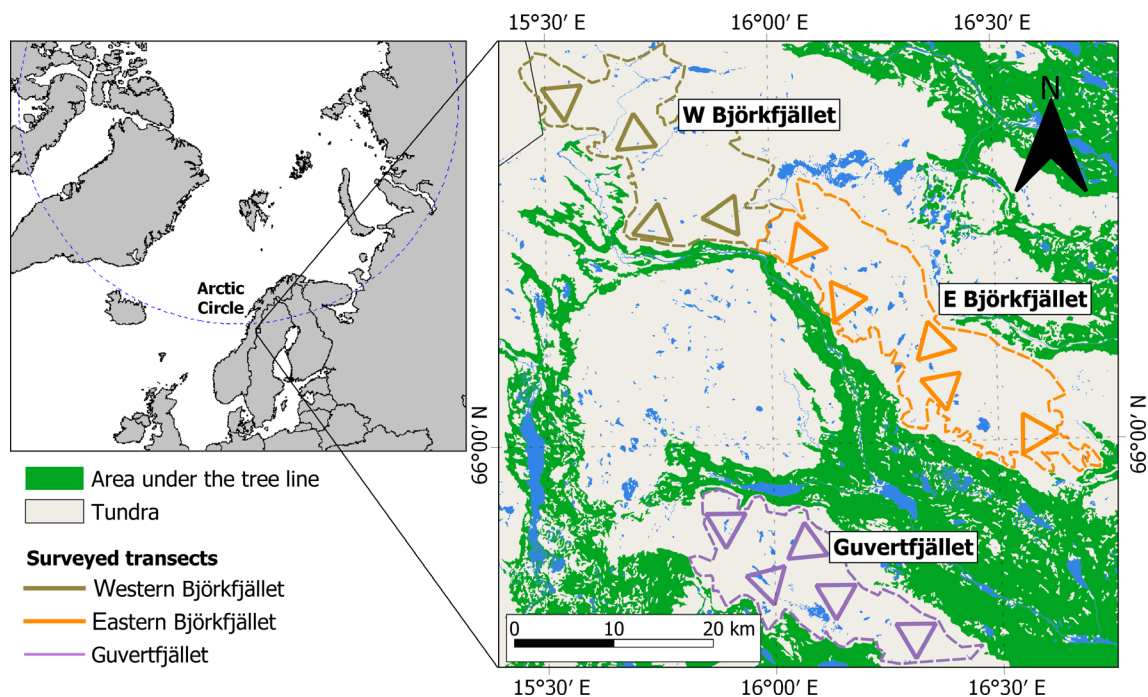 15°30’ E
16°00’ E
16°30’ E
N
W Björkfjället
E Björkfjället
Guvertfjället
Arctic
Circle
66°00’ N
66°00’ N
0
10
20 km
15°30’ E
16°00’ E
16°30’ E
Area under the tree line
Tundra
Surveyed transects
Western Björkfjället
Eastern Björkfjället
Guvertfjället